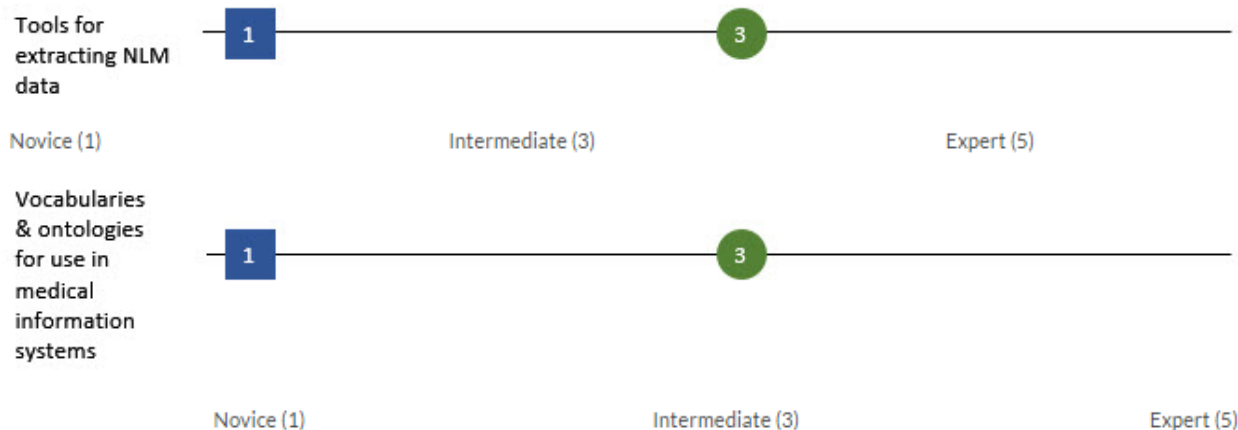 Tools for
extracting NLM
data
1
3
Novice (1)
Intermediate (3)
Expert (5)
Vocabularies
& ontologies
for use in
medical
information
systems
1
3
Novice (1)
Intermediate (3)
Expert (5)